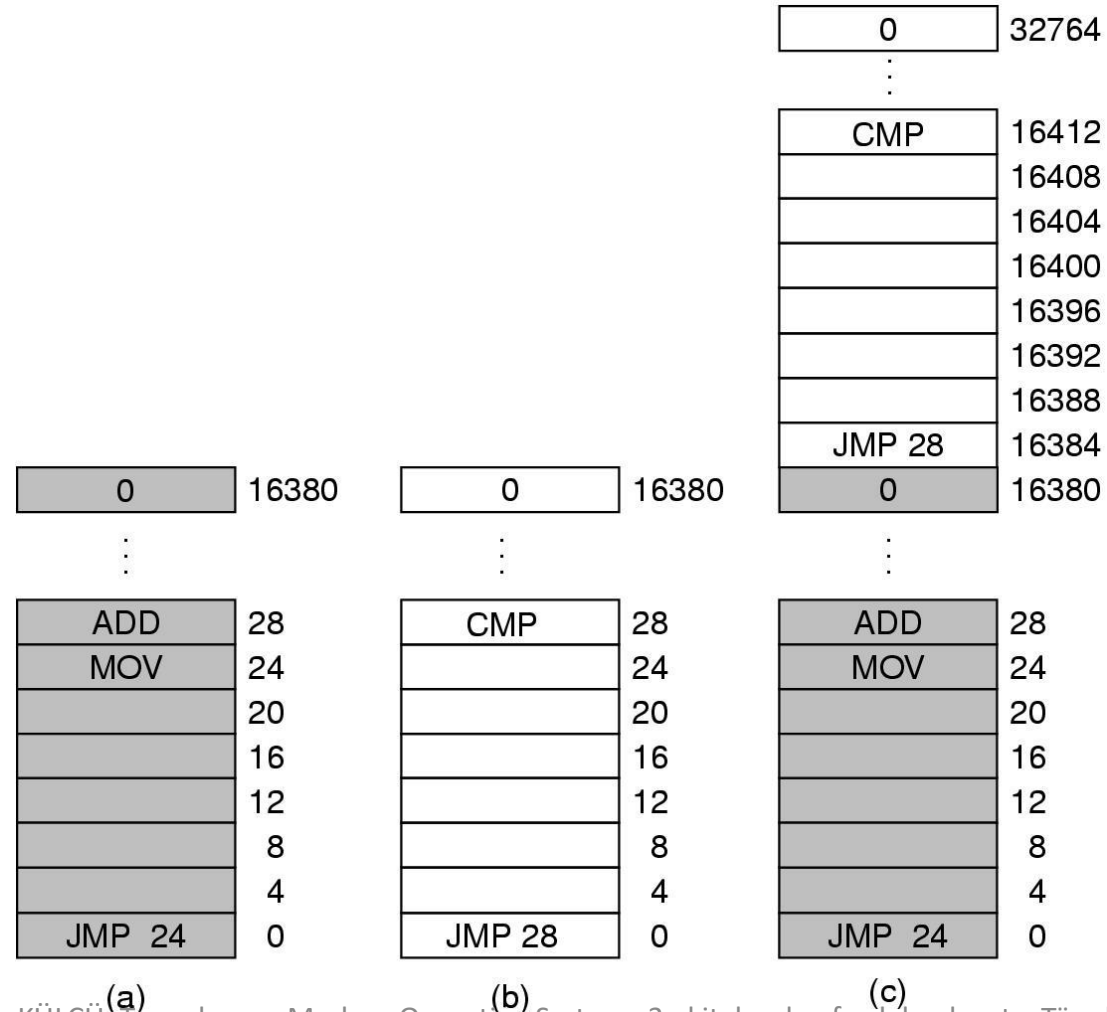 0 32764
CMP 16412
16408
16404
16400
16396
16392
16388
JMP 28 16384
0 16380 0 16380 0 16380
ADD 28 CMP 28 ADD 28
MOV 24 24 MOV 24
20 20 20
16 16 16
12 12 12
8 8 8
4 4 4
JMP 24 0 JMP 28 0 JMP 24 0
(a) (b) (c)